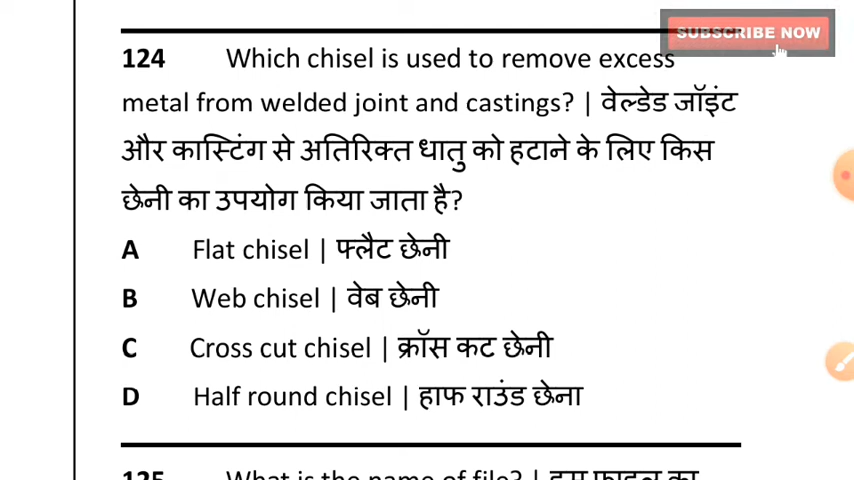 SUBSCRIBE NOW
124 Which chisel is used to remove excess
metal from welded joint and castings? | वेल्डेड जॉइंट
और कास्टिंग से अतिरिक्त धातु को हटाने के लिए किस
छेनी का उपयोग किया जाता है?
A Flat chisel | फ्लैट छेनी
B Web chisel | वेब छेनी
C Cross cut chisel | क्रॉस कट छेनी
D Half round chisel | हाफ राउंड छेना
125 What is the name of file? | इस फाइल का